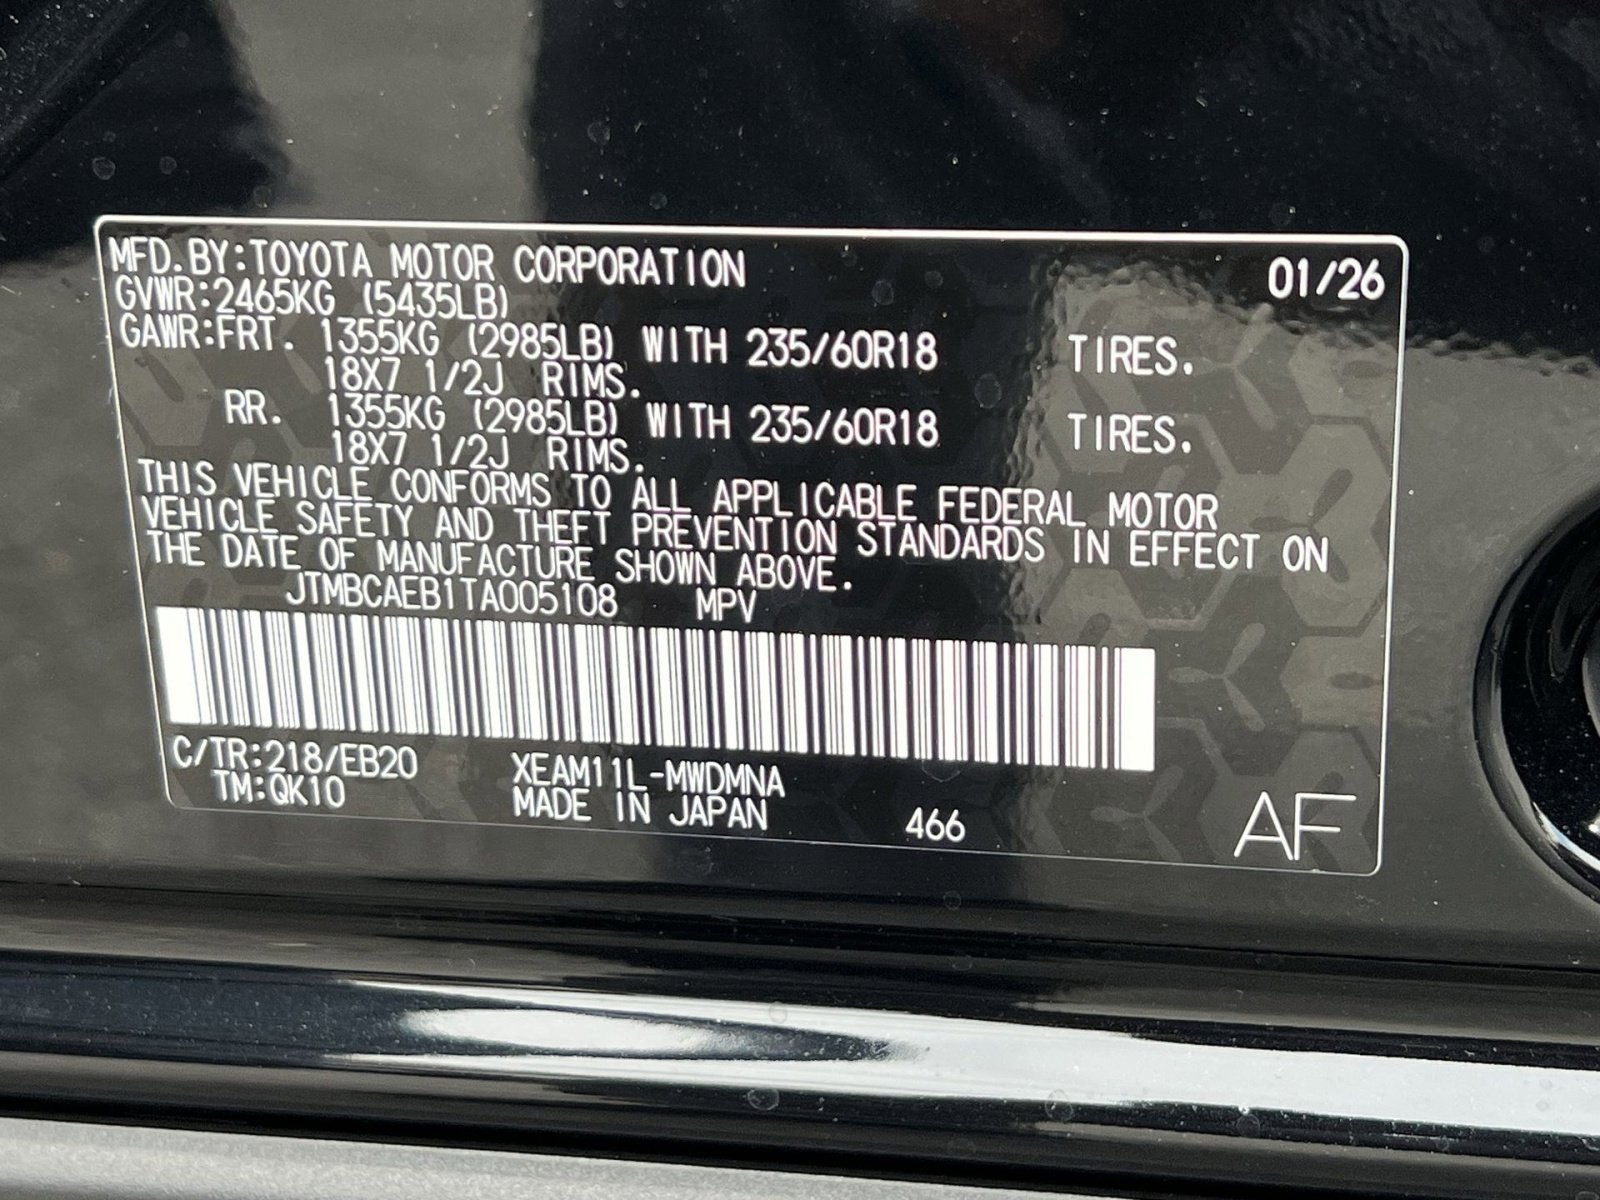 MFD.BY:TOYOTA MOTOR CORPORATION 01/26
GVWR:2465KG (5435LB)
GAWR:FRT. 1355KG (2985LB) WITH 235/60R18 TIRES.
18X7 1/2J RIMS.
RR. 1355KG (2985LB) WITH 235/60R18 TIRES.
18X7 1/2J RIMS.
THIS VEHICLE CONFORMS TO ALL APPLICABLE FEDERAL MOTOR
VEHICLE SAFETY AND THEFT PREVENTION STANDARDS IN EFFECT ON
THE DATE OF MANUFACTURE SHOWN ABOVE.
JTMBCAEB1TA005108 MPV
C/TR:218/EB20 XEAM11L-MWDMNA
TM:QK10 MADE IN JAPAN 466 AF